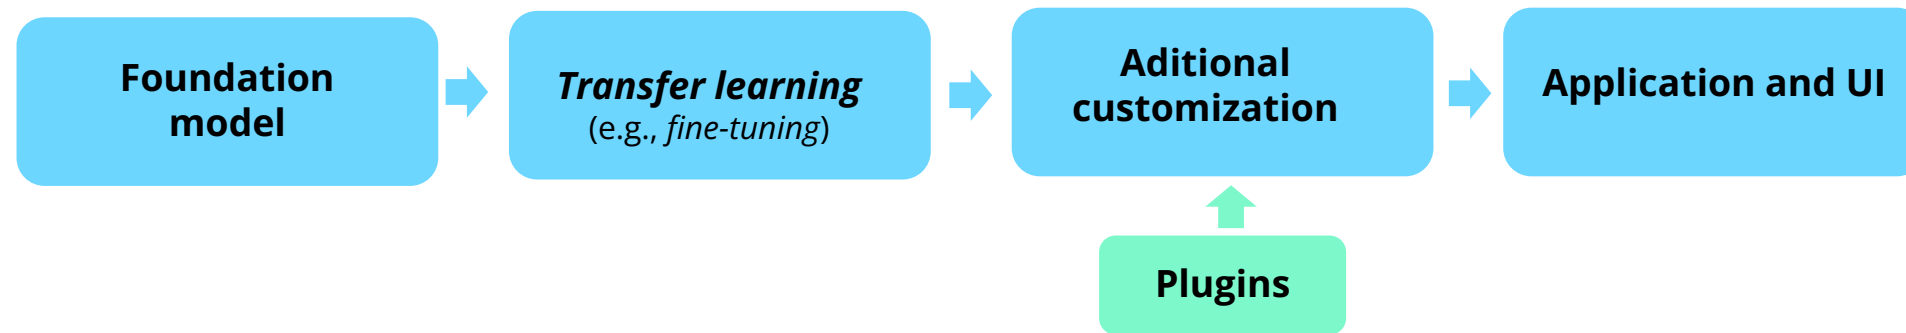 Foundation
model
Transfer learning
(e.g., fine-tuning)
Aditional
customization
Application and UI
Plugins